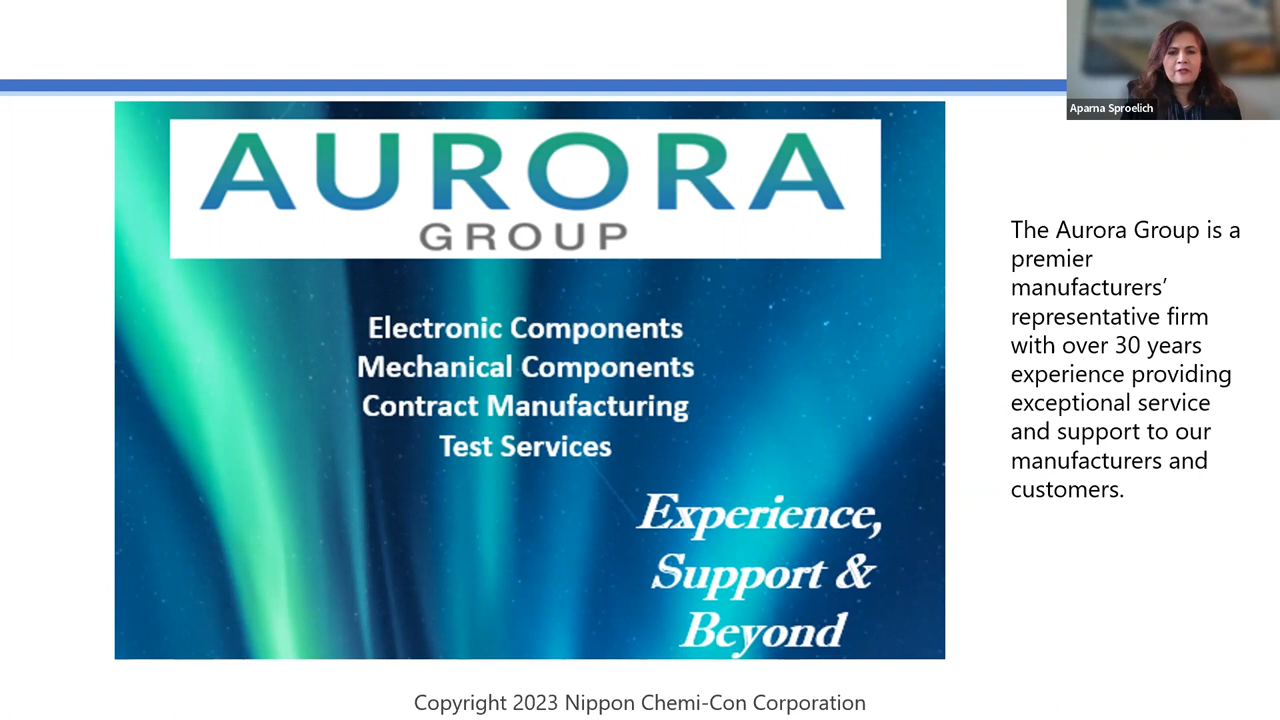 Aparna Sproelich
AURORA
GROUP
Electronic Components
Mechanical Components
Contract Manufacturing
Test Services
Experience,
Support &
Beyond
The Aurora Group is a
premier
manufacturers’
representative firm
with over 30 years
experience providing
exceptional service
and support to our
manufacturers and
customers.
Copyright 2023 Nippon Chemi-Con Corporation